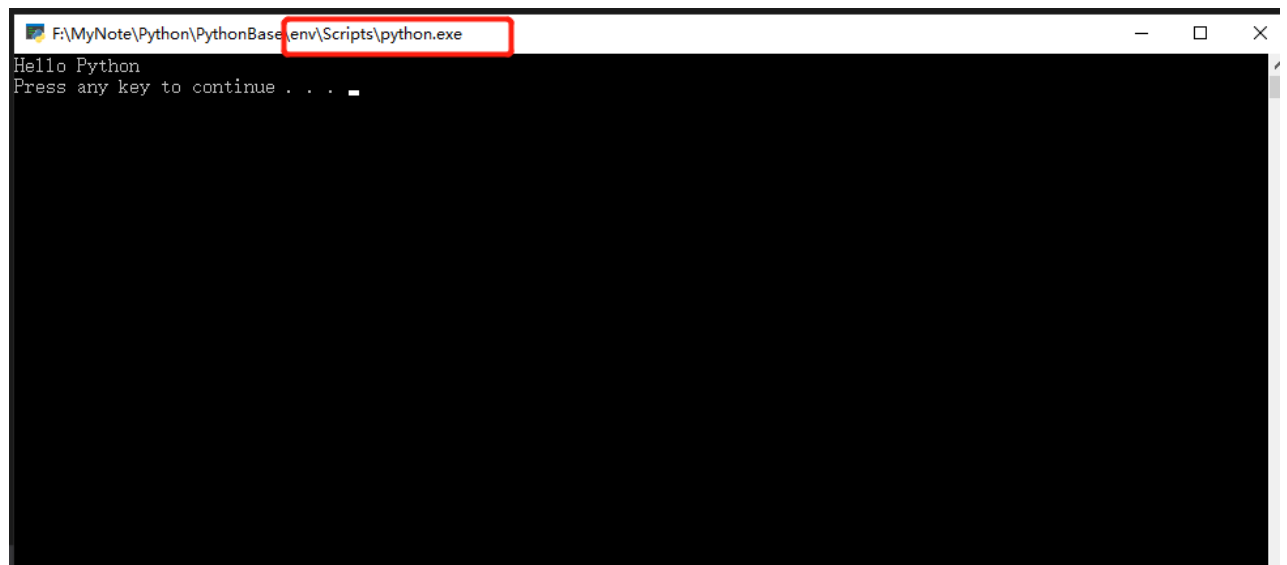 F:\MyNote\Python\PythonBase\env\Scripts\python.exe
Hello Python
Press any key to continue . . .